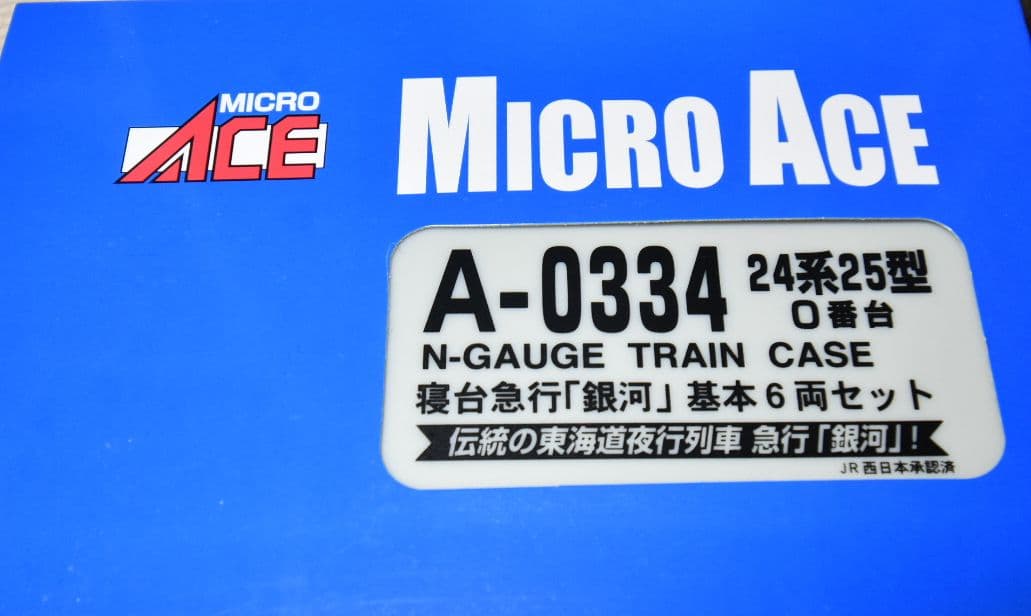 MICRO
ACE
MICRO ACE
A-0334 24系25型
0番台
N-GAUGE TRAIN CASE
寝台急行「銀河」基本6両セット
伝統の東海道夜行列車 急行「銀河」!
JR西日本承認済